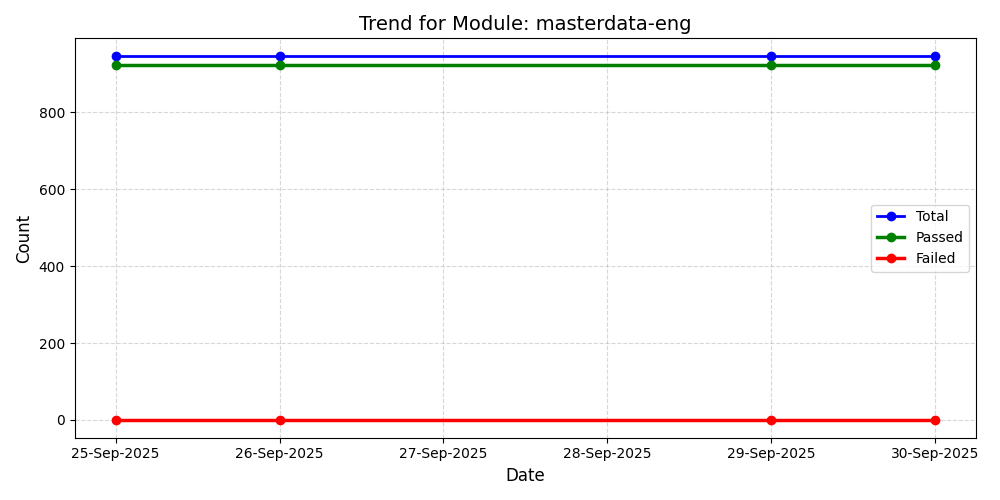 Trend for Module: masterdata-eng
Count
800
600
400
200
0
Total
Passed
Failed
25-Sep-2025
26-Sep-2025
27-Sep-2025
28-Sep-2025
29-Sep-2025
30-Sep-2025
Date